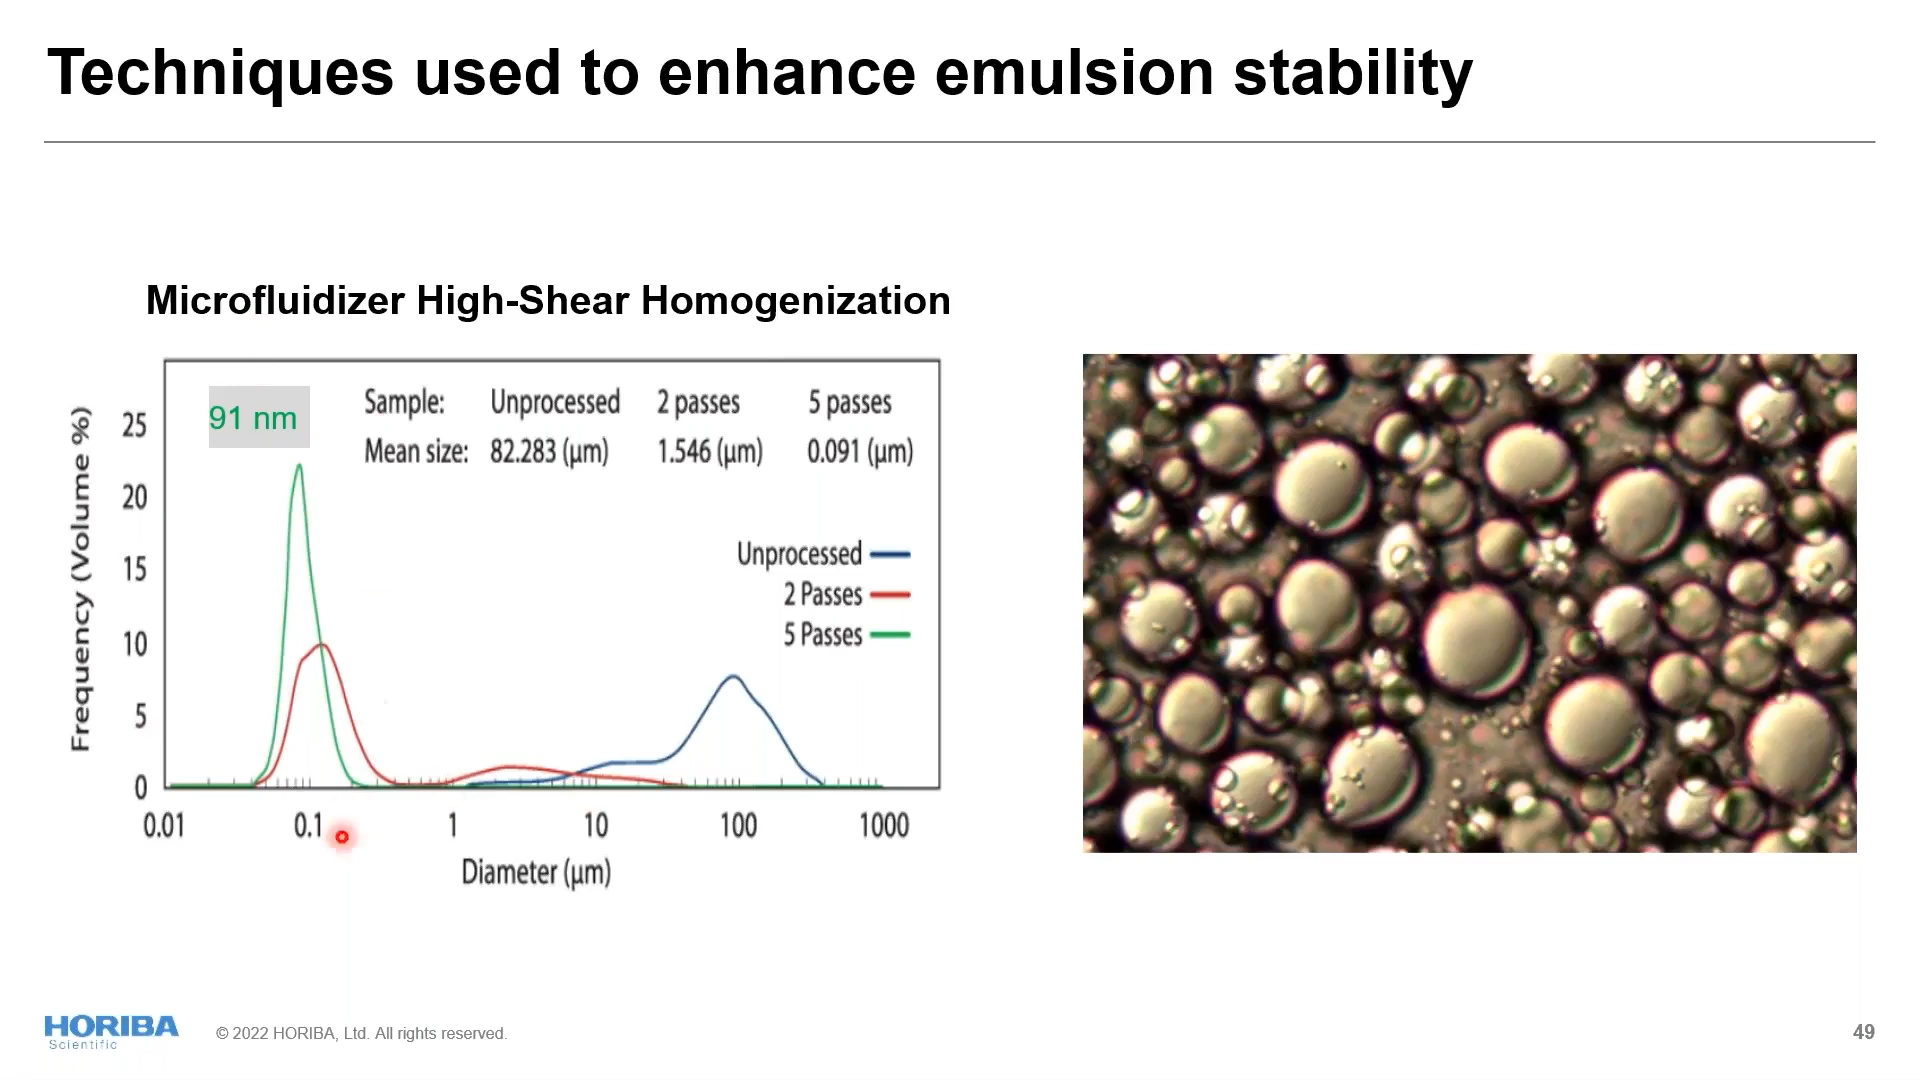 Techniques used to enhance emulsion stability
Microfluidizer High-Shear Homogenization
91 nm
Sample: Unprocessed 2 passes 5 passes
Mean size: 82.283 (µm) 1.546 (µm) 0.091 (µm)
Unprocessed
2 Passes
5 Passes
Frequency (Volume %)
25
20
15
10
5
0
0.01 0.1 1 10 100 1000
Diameter (µm)
HORIBA
Scientific
© 2022 HORIBA, Ltd. All rights reserved.
49